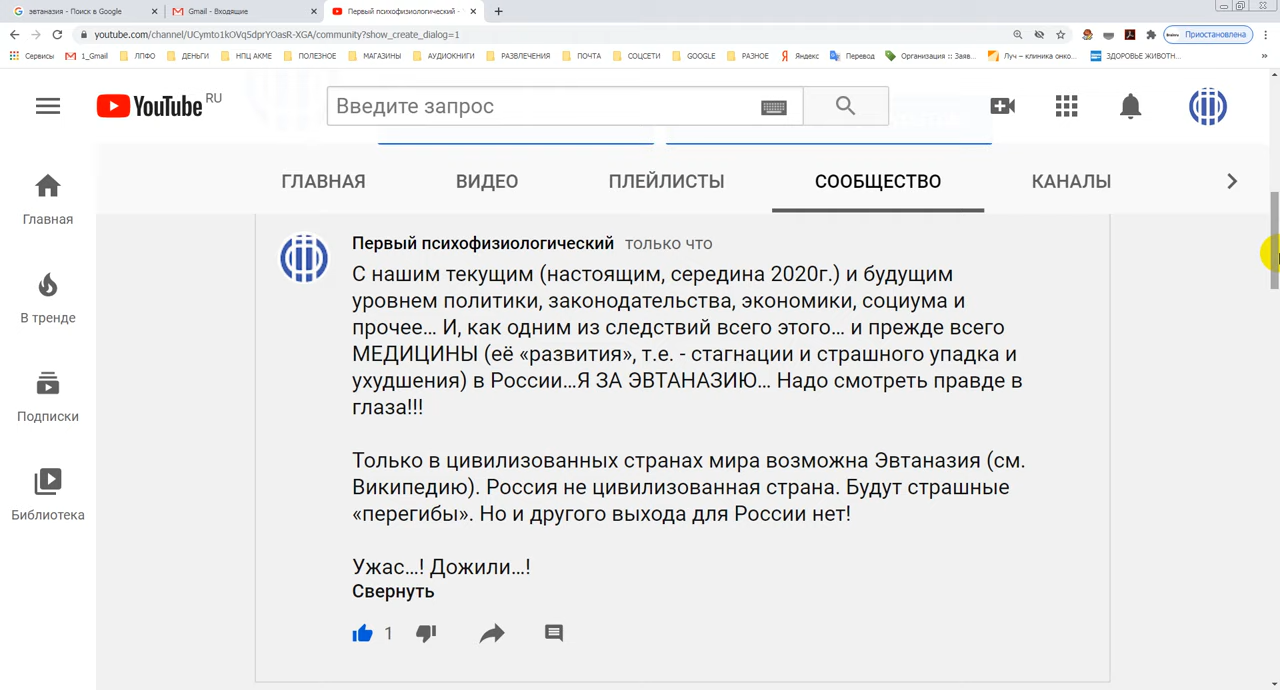 эвтаназия - Поиск в Google
Gmail - Входящие
Первый психофизиологический -
youtube.com/channel/UCymto1kOVq5dprYOasR-XGA/community?show_create_dialog=1
Приостановлена
Сервисы 1_Gmail ЛПФО ДЕНЬГИ НПЦ АКМЕ ПОЛЕЗНОЕ МАГАЗИНЫ АУДИОКНИГИ РАЗВЛЕЧЕНИЯ ПОЧТА СОЦСЕТИ GOOGLE РАЗНОЕ Яндекс Перевод Организация :: Заяв... Луч – клиника онко... ЗДОРОВЬЕ ЖИВОТН... »
YouTube RU
Введите запрос
ГЛАВНАЯ ВИДЕО ПЛЕЙЛИСТЫ СООБЩЕСТВО КАНАЛЫ
Главная
В тренде
Подписки
Библиотека
Первый психофизиологический только что
С нашим текущим (настоящим, середина 2020г.) и будущим
уровнем политики, законодательства, экономики, социума и
прочее… И, как одним из следствий всего этого… и прежде всего
МЕДИЦИНЫ (её «развития», т.е. - стагнации и страшного упадка и
ухудшения) в России…Я ЗА ЭВТАНАЗИЮ… Надо смотреть правде в
глаза!!!
Только в цивилизованных странах мира возможна Эвтаназия (см.
Википедию). Россия не цивилизованная страна. Будут страшные
«перегибы». Но и другого выхода для России нет!
Ужас…! Дожили…!
Свернуть
1